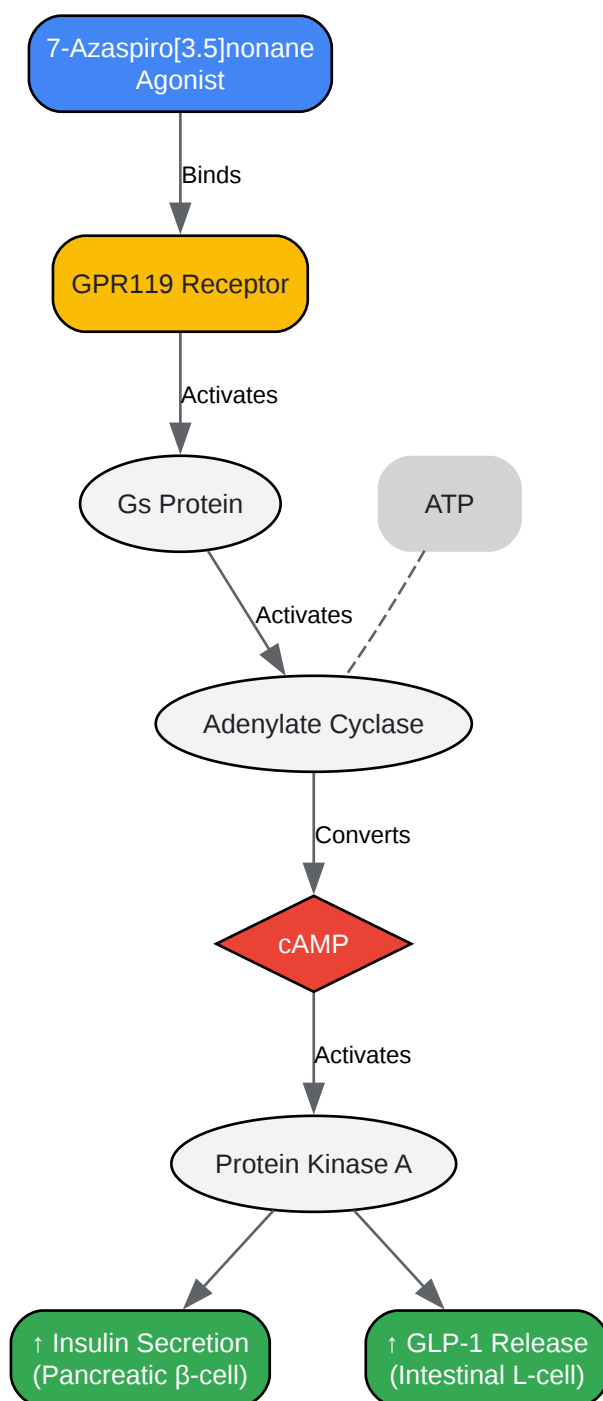 7-Azaspiro[3.5]nonane
Agonist
Binds
GPR119 Receptor
Activates
Gs Protein
ATP
Activates
Adenylate Cyclase
Converts
cAMP
Activates
Protein Kinase A
↑ Insulin Secretion
(Pancreatic β-cell)
↑ GLP-1 Release
(Intestinal L-cell)